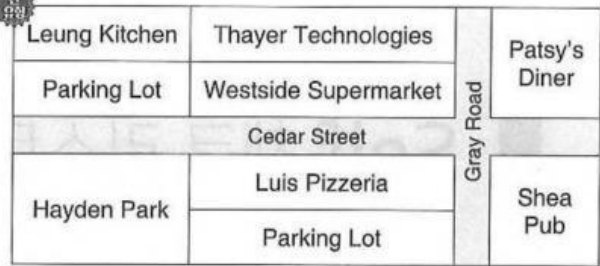 Leung Kitchen
Thayer Technologies
Patsy's
Diner
Parking Lot
Westside Supermarket
Gray Road
Cedar Street
Hayden Park
Luis Pizzeria
Shea
Pub
Parking Lot